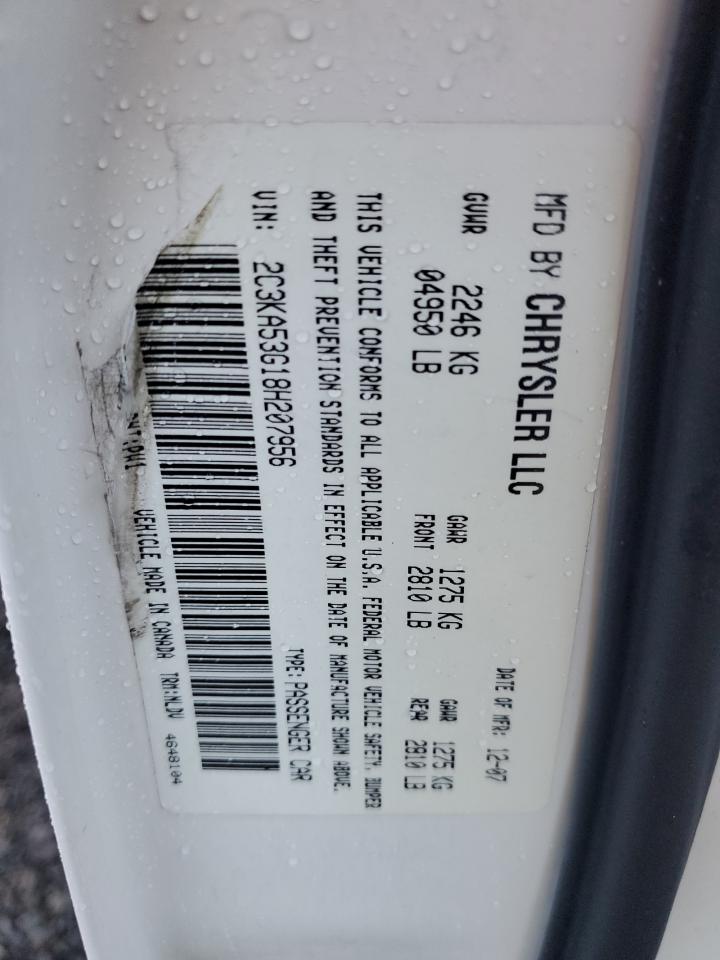 MFD BY CHRYSLER LLC
DATE OF MFR: 12-07
GVWR 2246 KG
04950 LB
GAWR 1275 KG
FRONT 2810 LB
GAWR 1275 KG
REAR 2810 LB
THIS VEHICLE CONFORMS TO ALL APPLICABLE U.S.A. FEDERAL MOTOR VEHICLE SAFETY, BUMPER
AND THEFT PREVENTION STANDARDS IN EFFECT ON THE DATE OF MANUFACTURE SHOWN ABOVE.
VIN: 2C3KA53G18H207956
TYPE: PASSENGER CAR
VEHICLE MADE IN CANADA TRM:NLDV
4648104